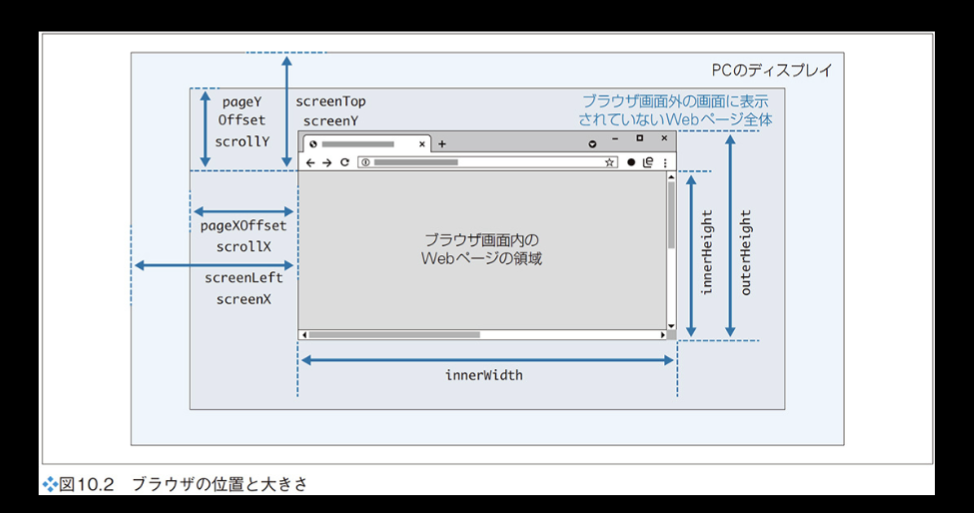 PCのディスプレイ
ブラウザ画面外の画面に表示
されていないWebページ全体
pageY
Offset
scrollY
screenTop
screenY
pageXOffset
scrollX
screenLeft
screenX
ブラウザ画面内の
Webページの領域
innerHeight
outerHeight
innerWidth
図10.2 ブラウザの位置と大きさ